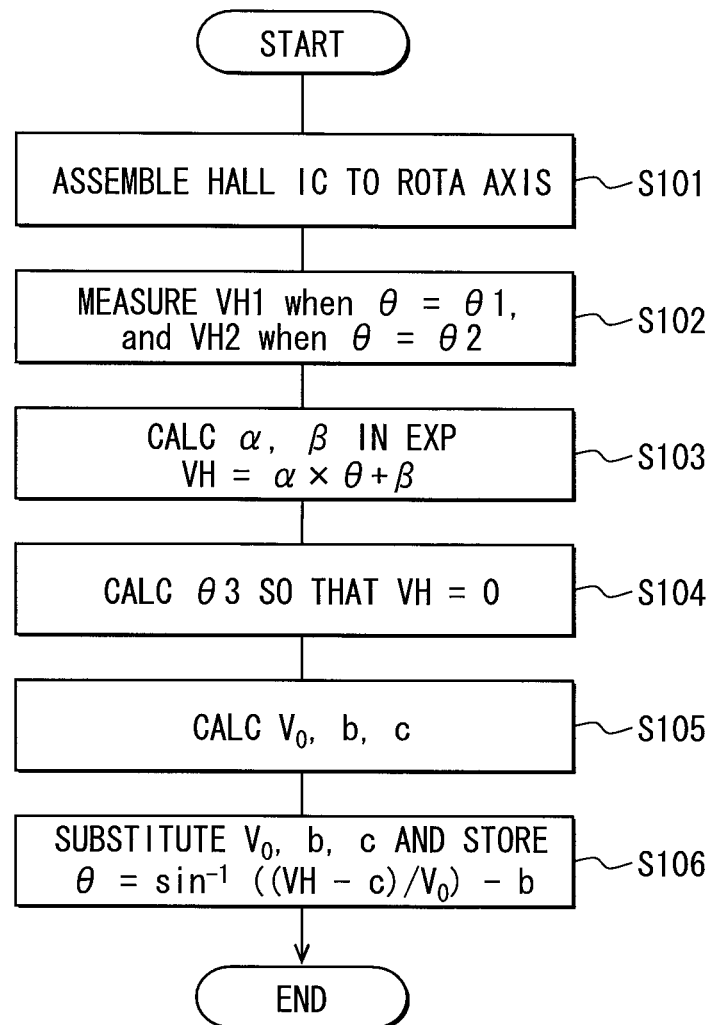 START
ASSEMBLE HALL IC TO ROTA AXIS
S101
MEASURE VH1 when θ = θ1,
and VH2 when θ = θ2
S102
CALC α, β IN EXP
VH = α × θ + β
S103
CALC θ3 SO THAT VH = 0
S104
CALC V₀, b, c
S105
SUBSTITUTE V₀, b, c AND STORE
θ = sin⁻¹ ((VH − c)/V₀) − b
S106
END